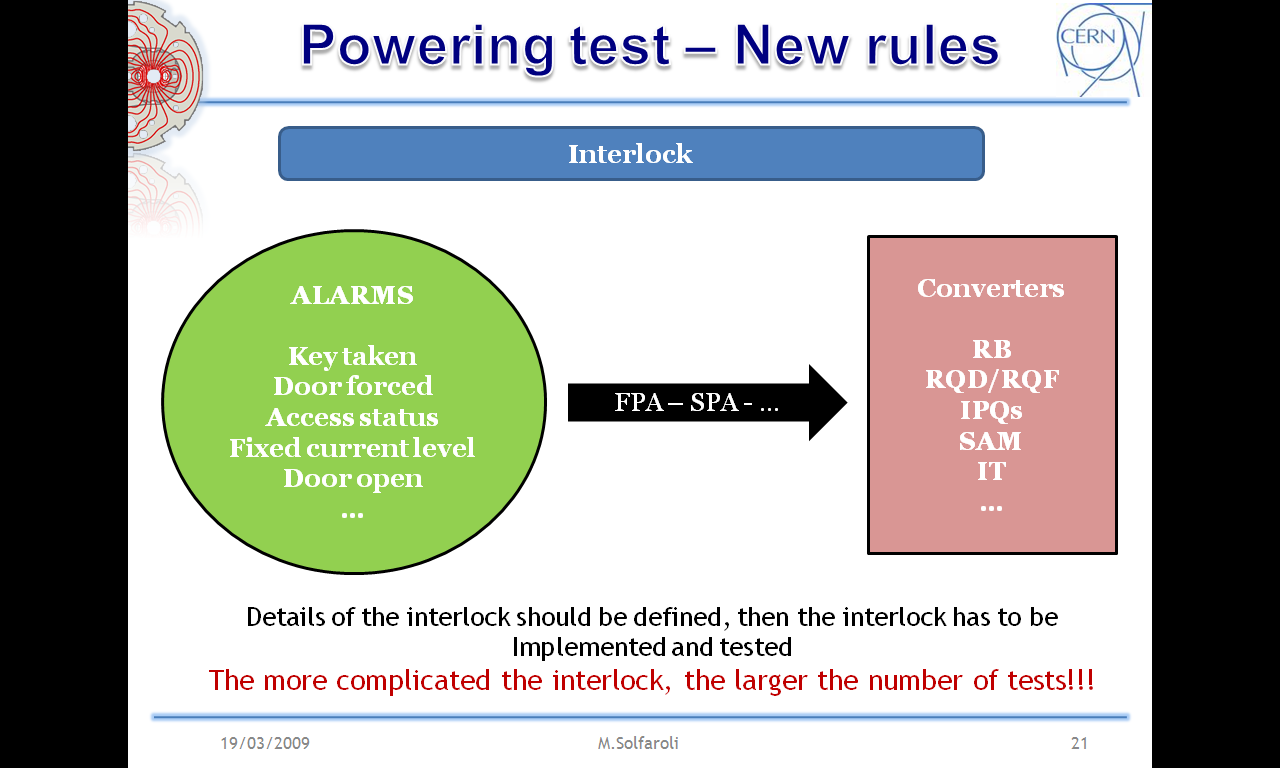 Powering test – New rules
CERN
Interlock
ALARMS
Key taken
Door forced
Access status
Fixed current level
Door open
...
FPA – SPA - ...
Converters
RB
RQD/RQF
IPQs
SAM
IT
...
Details of the interlock should be defined, then the interlock has to be
Implemented and tested
The more complicated the interlock, the larger the number of tests!!!
19/03/2009
M.Solfaroli
21